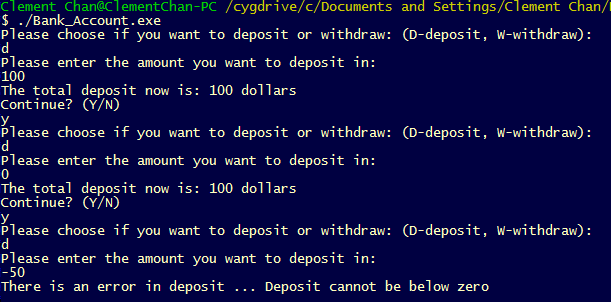 Clement Chan@ClementChan-PC /cygdrive/c/Documents and Settings/Clement Chan/
$ ./Bank_Account.exe
Please choose if you want to deposit or withdraw: (D-deposit, W-withdraw):
d
Please enter the amount you want to deposit in:
100
The total deposit now is: 100 dollars
Continue? (Y/N)
y
Please choose if you want to deposit or withdraw: (D-deposit, W-withdraw):
d
Please enter the amount you want to deposit in:
0
The total deposit now is: 100 dollars
Continue? (Y/N)
y
Please choose if you want to deposit or withdraw: (D-deposit, W-withdraw):
d
Please enter the amount you want to deposit in:
-50
There is an error in deposit ... Deposit cannot be below zero